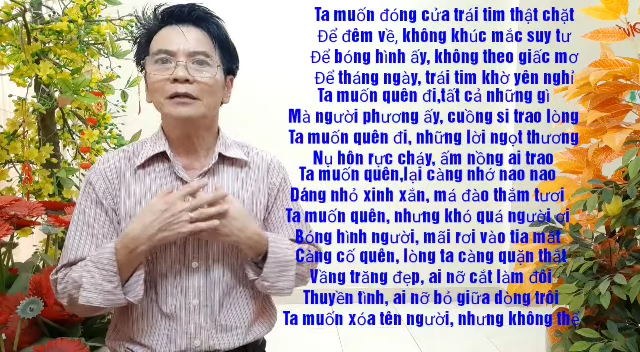 Ta muốn đóng cửa trái tim thật chặt
Để đêm về, không khúc mắc suy tư
Để bóng hình ấy, không theo giấc mơ
Để tháng ngày, trái tim khờ yên nghỉ
Ta muốn quên đi,tất cả những gì
Mà người phương ấy, cuồng si trao lòng
Ta muốn quên đi, những lời ngọt thương
Nụ hôn rực cháy, ấm nồng ai trao
Ta muốn quên,lại càng nhớ nao nao
Dáng nhỏ xinh xắn, má đào thắm tươi
Ta muốn quên, nhưng khó quá người ơi
Bóng hình người, mãi rơi vào tia mắt
Càng cố quên, lòng ta càng quặn thắt
Vầng trăng đẹp, ai nỡ cắt làm đôi
Thuyền tình, ai nỡ bỏ giữa dòng trôi
Ta muốn xóa tên người, nhưng không thể